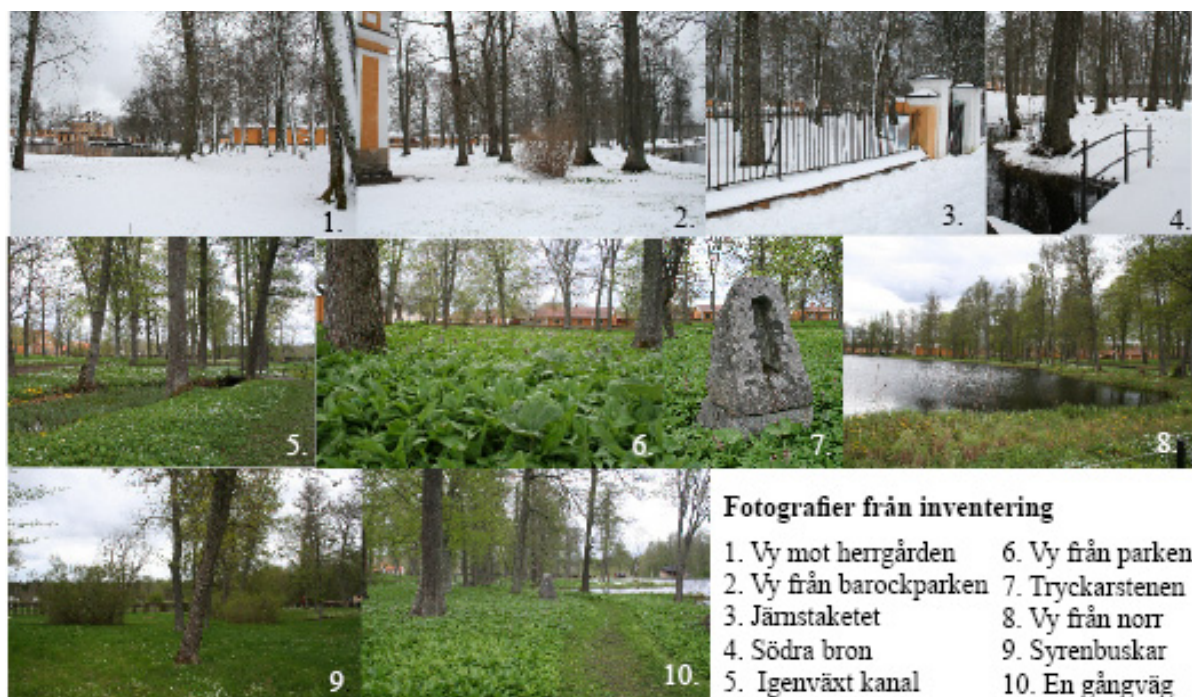 1.
2.
3.
4.
5.
6.
7.
8.
9
10.
Fotografier från inventering
1. Vy mot herrgården
2. Vy från barockparken
3. Järnstaketet
4. Södra bron
5. Igenväxt kanal
6. Vy från parken
7. Tryckarstenen
8. Vy från norr
9. Syrenbuskar
10. En gångväg